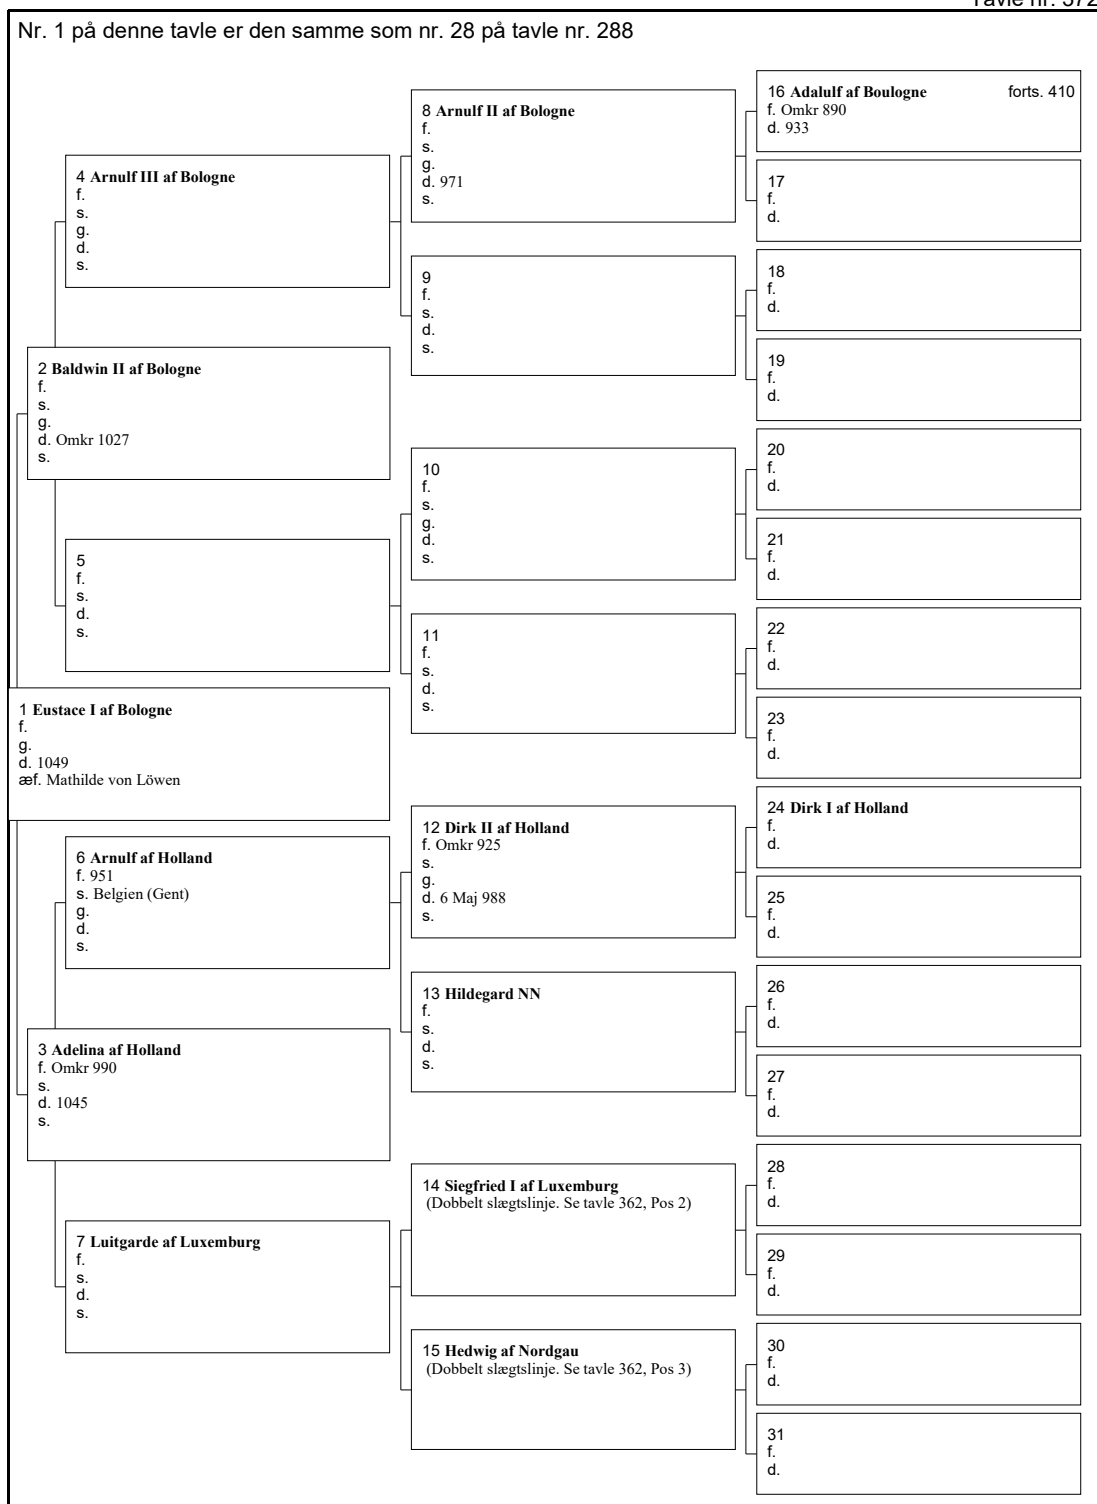 Tavle nr. 372
Nr. 1 på denne tavle er den samme som nr. 28 på tavle nr. 288
16 Adalulf af Boulogne forts. 410
f. Omkr 890
d. 933
8 Arnulf II af Bologne
f.
s.
g.
d. 971
s.
17
f.
d.
4 Arnulf III af Bologne
f.
s.
g.
d.
s.
18
f.
d.
9
f.
s.
d.
s.
19
f.
d.
2 Baldwin II af Bologne
f.
s.
g.
d. Omkr 1027
s.
20
f.
d.
10
f.
s.
g.
d.
s.
21
f.
d.
5
f.
s.
d.
s.
22
f.
d.
11
f.
s.
d.
s.
23
f.
d.
1 Eustace I af Bologne
f.
g.
d. 1049
æf. Mathilde von Löwen
24 Dirk I af Holland
f.
d.
12 Dirk II af Holland
f. Omkr 925
s.
g.
d. 6 Maj 988
s.
25
f.
d.
6 Arnulf af Holland
f. 951
s. Belgien (Gent)
g.
d.
s.
26
f.
d.
13 Hildegard NN
f.
s.
d.
s.
27
f.
d.
3 Adelina af Holland
f. Omkr 990
s.
d. 1045
s.
28
f.
d.
14 Siegfried I af Luxemburg
(Dobbelt slægtslinje. Se tavle 362, Pos 2)
29
f.
d.
7 Luitgarde af Luxemburg
f.
s.
d.
s.
30
f.
d.
15 Hedwig af Nordgau
(Dobbelt slægtslinje. Se tavle 362, Pos 3)
31
f.
d.